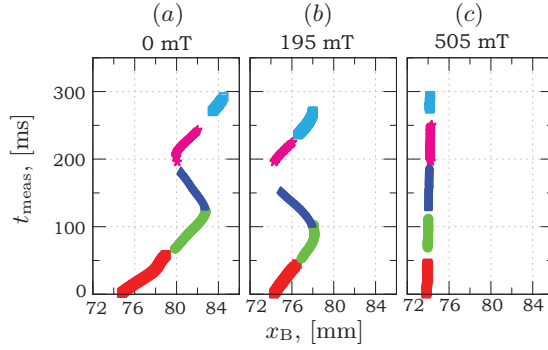 (a) (b) (c)
0 mT 195 mT 505 mT
300
200
100
0
t_meas, [ms]
72 76 80 84 72 76 80 84 72 76 80 84
x_B, [mm]